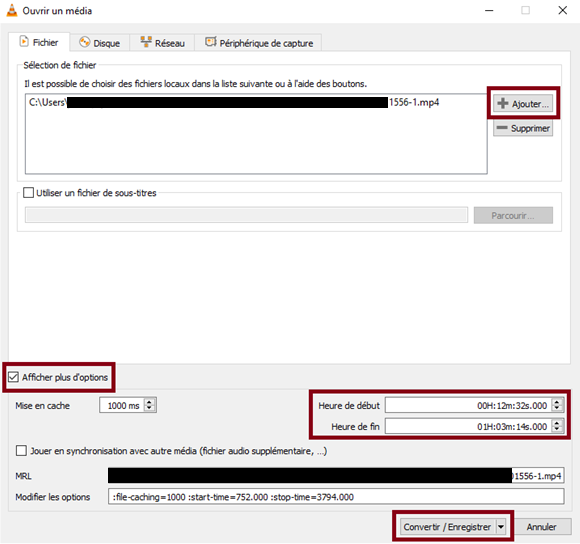 Ouvrir un média
Fichier Disque Réseau Périphérique de capture
Sélection de fichier
Il est possible de choisir des fichiers locaux dans la liste suivante ou à l'aide des boutons.
C:\Users\ 1556-1.mp4
Ajouter...
Supprimer
Utiliser un fichier de sous-titres
Parcourir...
Afficher plus d'options
Mise en cache 1000 ms Heure de début 00H:12m:32s.000
Heure de fin 01H:03m:14s.000
Jouer en synchronisation avec autre média (fichier audio supplémentaire, ...)
MRL 01556-1.mp4
Modifier les options :file-caching=1000 :start-time=752.000 :stop-time=3794.000
Convertir / Enregistrer Annuler